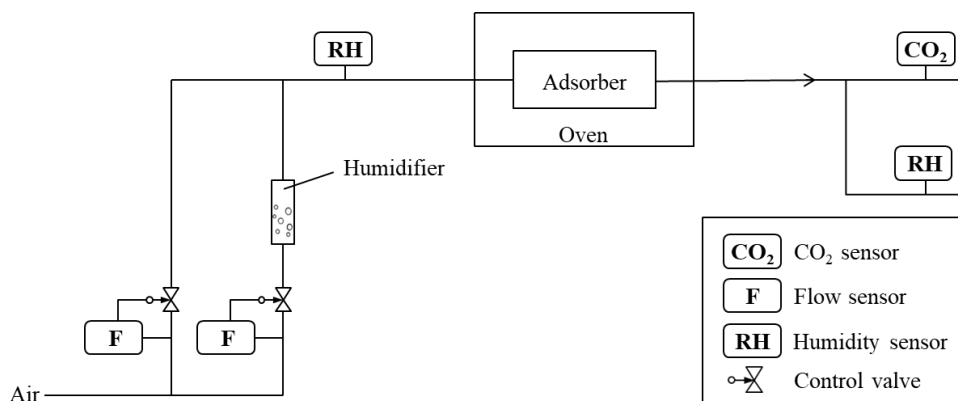 RH
CO₂
Adsorber
Oven
Humidifier
RH
CO₂ CO₂ sensor
F Flow sensor
F
F
RH Humidity sensor
Control valve
Air